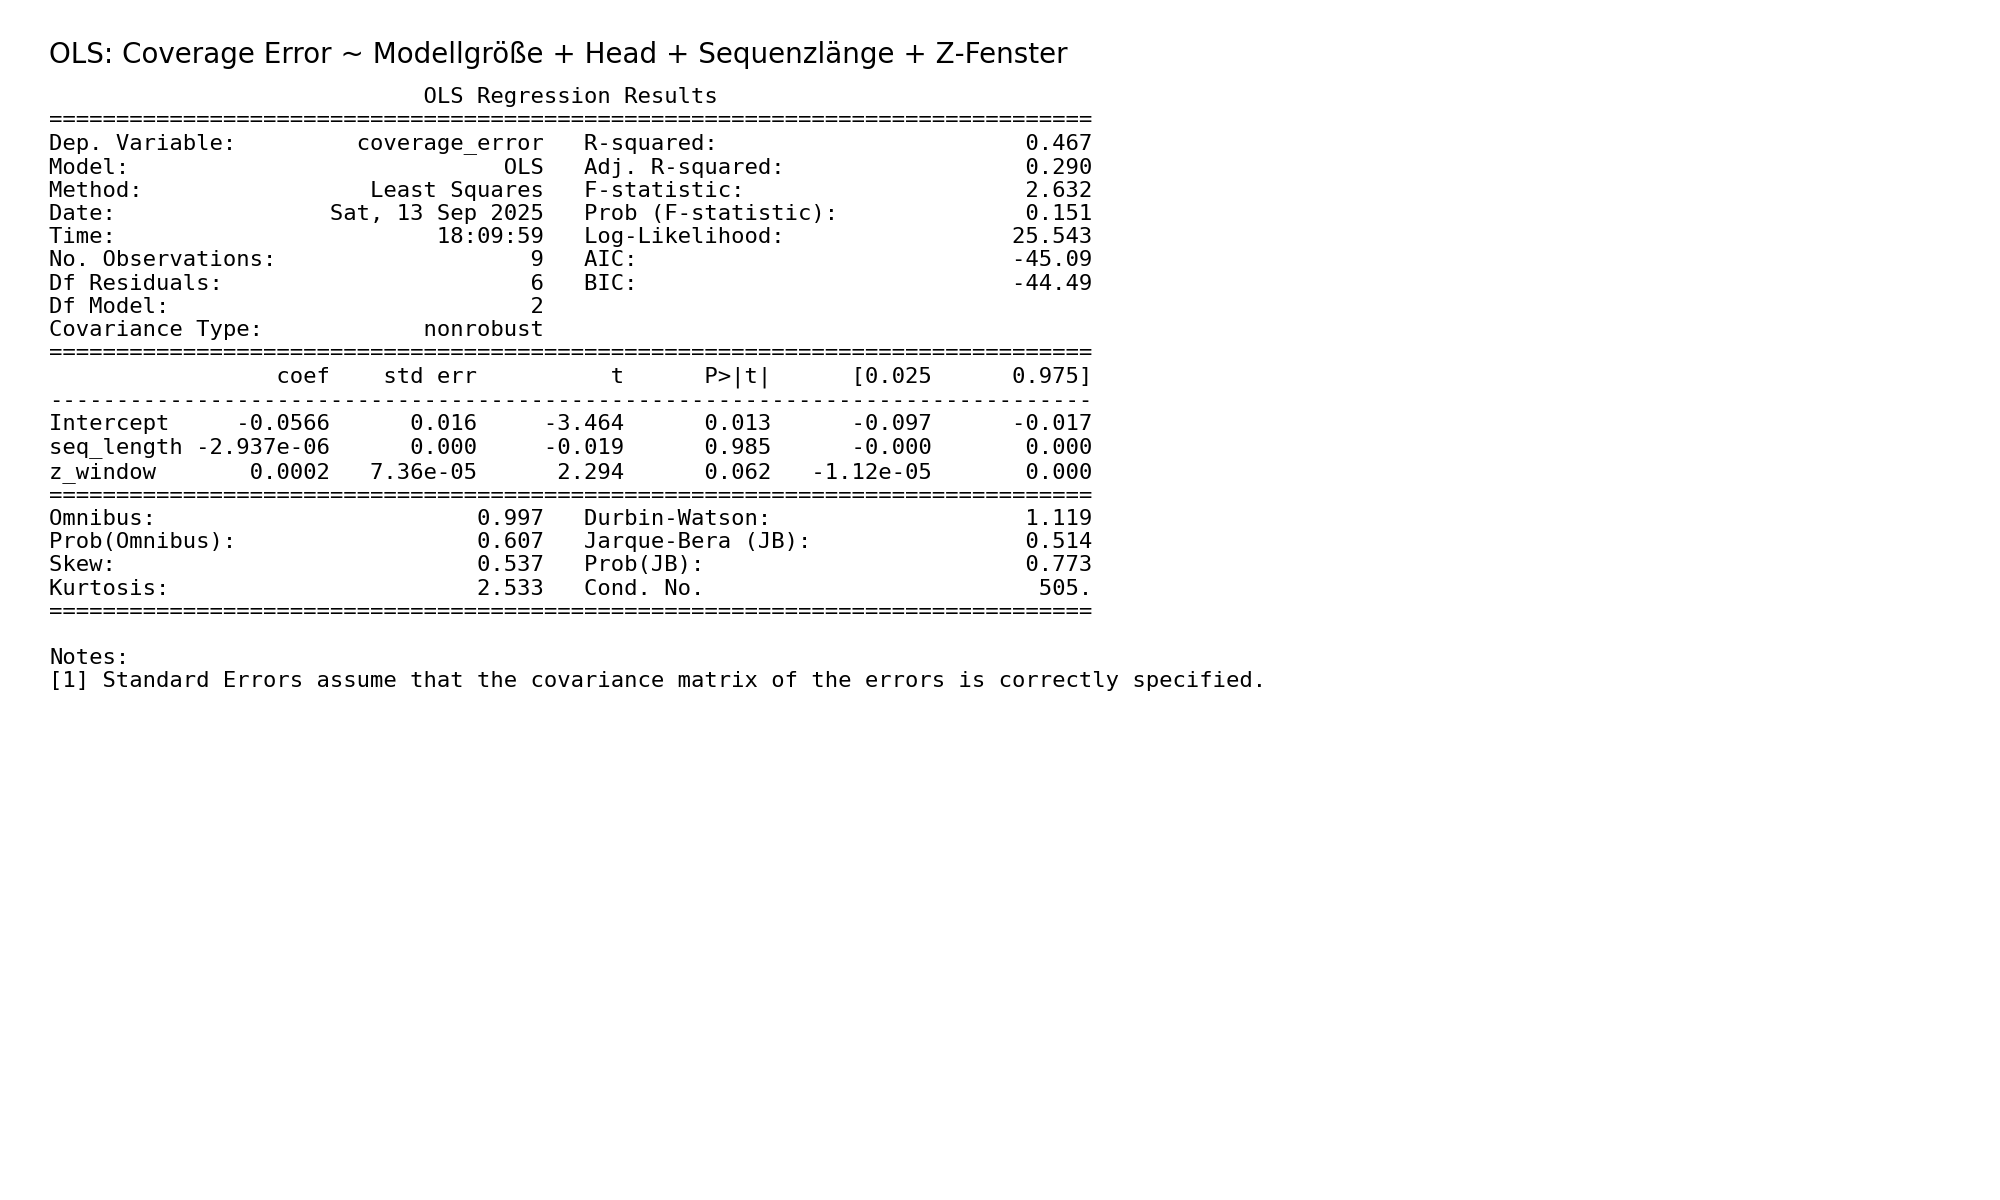 OLS: Coverage Error ~ Modellgröße + Head + Sequenzlänge + Z-Fenster
                            OLS Regression Results
==============================================================================
Dep. Variable:         coverage_error   R-squared:                       0.467
Model:                            OLS   Adj. R-squared:                  0.290
Method:                 Least Squares   F-statistic:                     2.632
Date:                Sat, 13 Sep 2025   Prob (F-statistic):              0.151
Time:                        18:09:59   Log-Likelihood:                 25.543
No. Observations:                   9   AIC:                            -45.09
Df Residuals:                       6   BIC:                            -44.49
Df Model:                           2
Covariance Type:            nonrobust
==============================================================================
                 coef    std err          t      P>|t|      [0.025      0.975]
------------------------------------------------------------------------------
Intercept     -0.0566      0.016     -3.464      0.013      -0.097      -0.017
seq_length -2.937e-06      0.000     -0.019      0.985      -0.000       0.000
z_window       0.0002   7.36e-05      2.294      0.062   -1.12e-05       0.000
==============================================================================
Omnibus:                        0.997   Durbin-Watson:                   1.119
Prob(Omnibus):                  0.607   Jarque-Bera (JB):                0.514
Skew:                           0.537   Prob(JB):                        0.773
Kurtosis:                       2.533   Cond. No.                         505.
==============================================================================
Notes:
[1] Standard Errors assume that the covariance matrix of the errors is correctly specified.